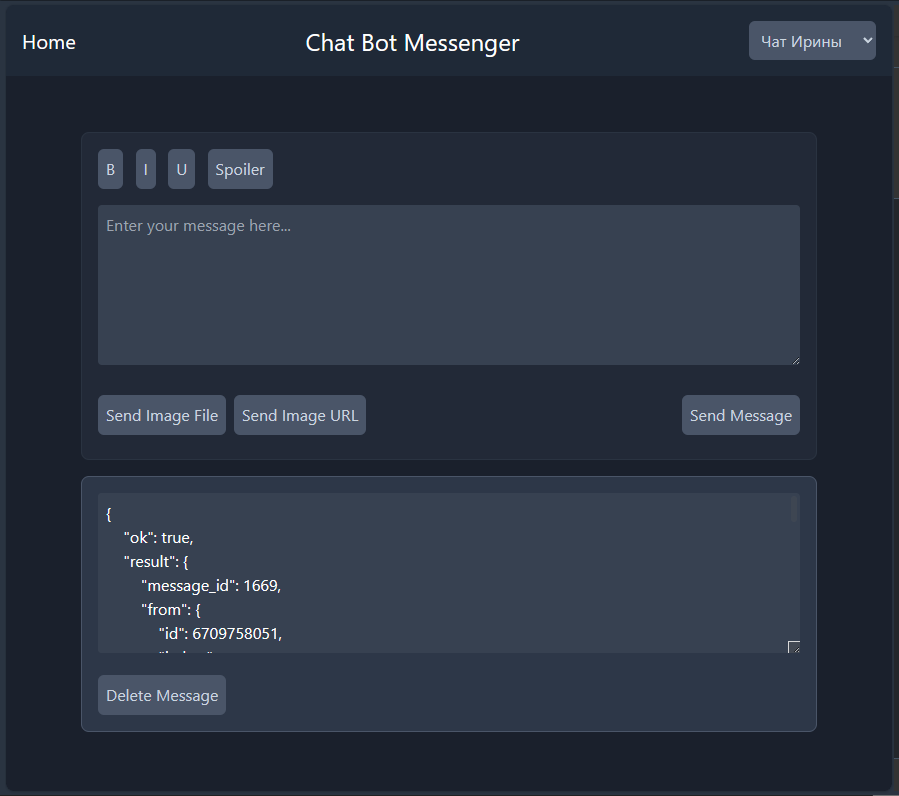 Home
Chat Bot Messenger
Чат Ирины
B I U Spoiler
Enter your message here...
Send Image File Send Image URL Send Message
{
"ok": true,
"result": {
"message_id": 1669,
"from": {
"id": 6709758051,
Delete Message